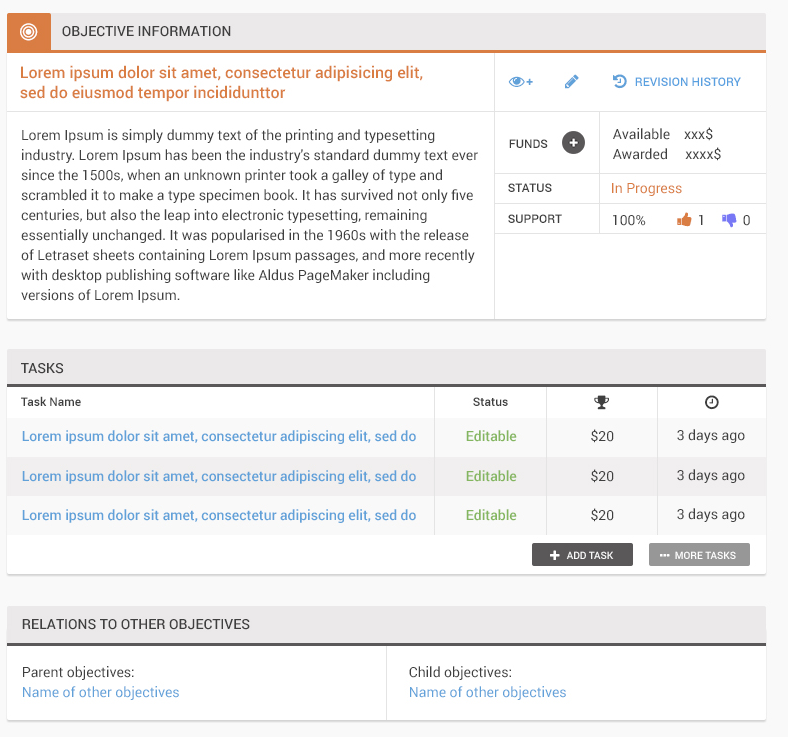 OBJECTIVE INFORMATION
Lorem ipsum dolor sit amet, consectetur adipisicing elit,
sed do eiusmod tempor incididunttor
REVISION HISTORY
Lorem Ipsum is simply dummy text of the printing and typesetting
industry. Lorem Ipsum has been the industry's standard dummy text ever
since the 1500s, when an unknown printer took a galley of type and
scrambled it to make a type specimen book. It has survived not only five
centuries, but also the leap into electronic typesetting, remaining
essentially unchanged. It was popularised in the 1960s with the release
of Letraset sheets containing Lorem Ipsum passages, and more recently
with desktop publishing software like Aldus PageMaker including
versions of Lorem Ipsum.
FUNDS
Available xxx$
Awarded xxxx$
STATUS In Progress
SUPPORT 100% 1 0
TASKS
Task Name Status
Lorem ipsum dolor sit amet, consectetur adipiscing elit, sed do Editable $20 3 days ago
Lorem ipsum dolor sit amet, consectetur adipiscing elit, sed do Editable $20 3 days ago
Lorem ipsum dolor sit amet, consectetur adipiscing elit, sed do Editable $20 3 days ago
+ ADD TASK ••• MORE TASKS
RELATIONS TO OTHER OBJECTIVES
Parent objectives:
Name of other objectives
Child objectives:
Name of other objectives